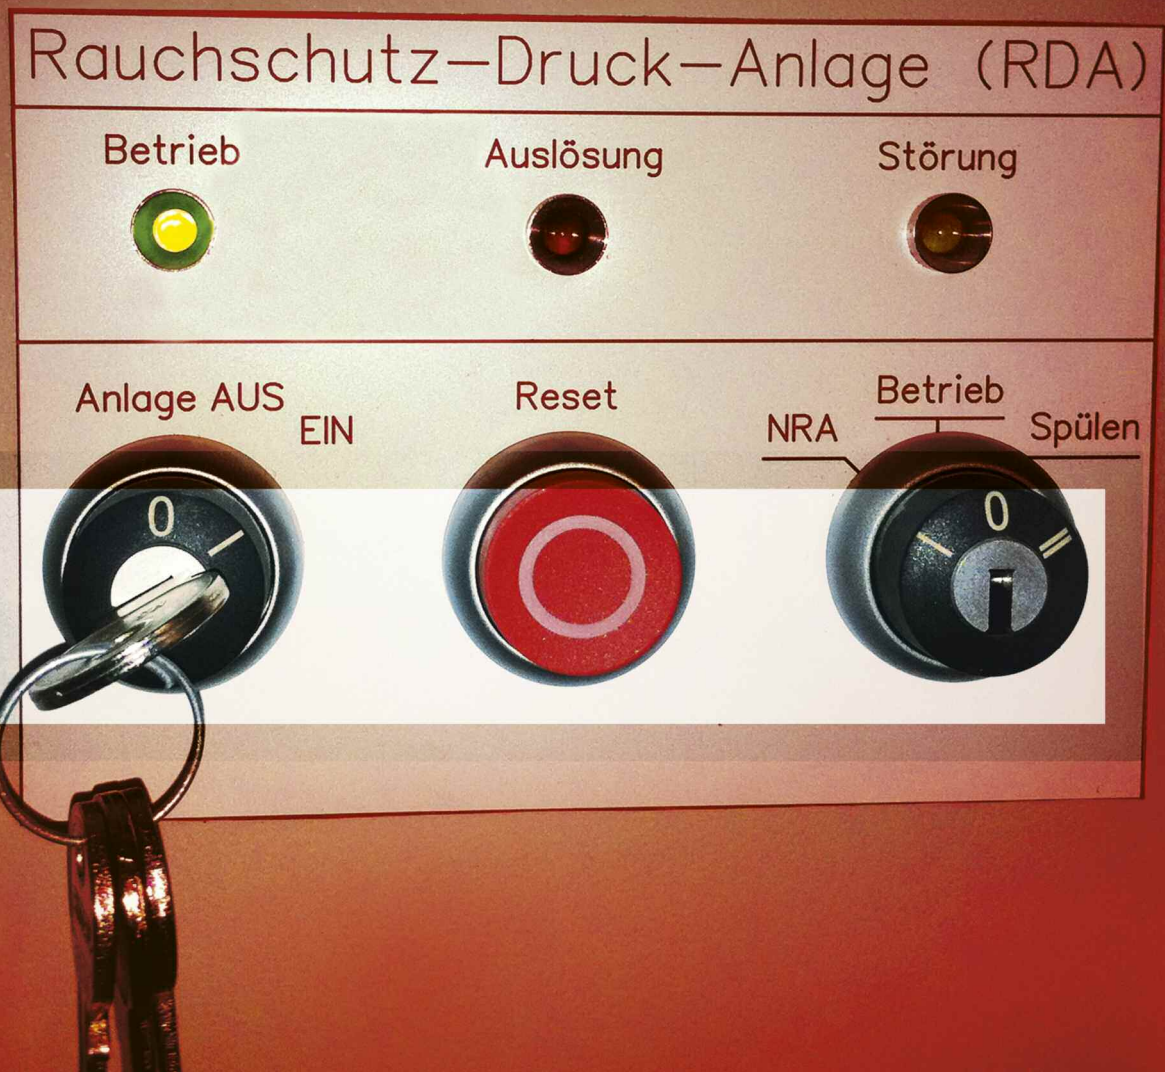 Rauchschutz-Druck-Anlage (RDA)
Betrieb Auslösung Störung
Anlage AUS EIN Reset NRA Betrieb Spülen
0 I 0 I II